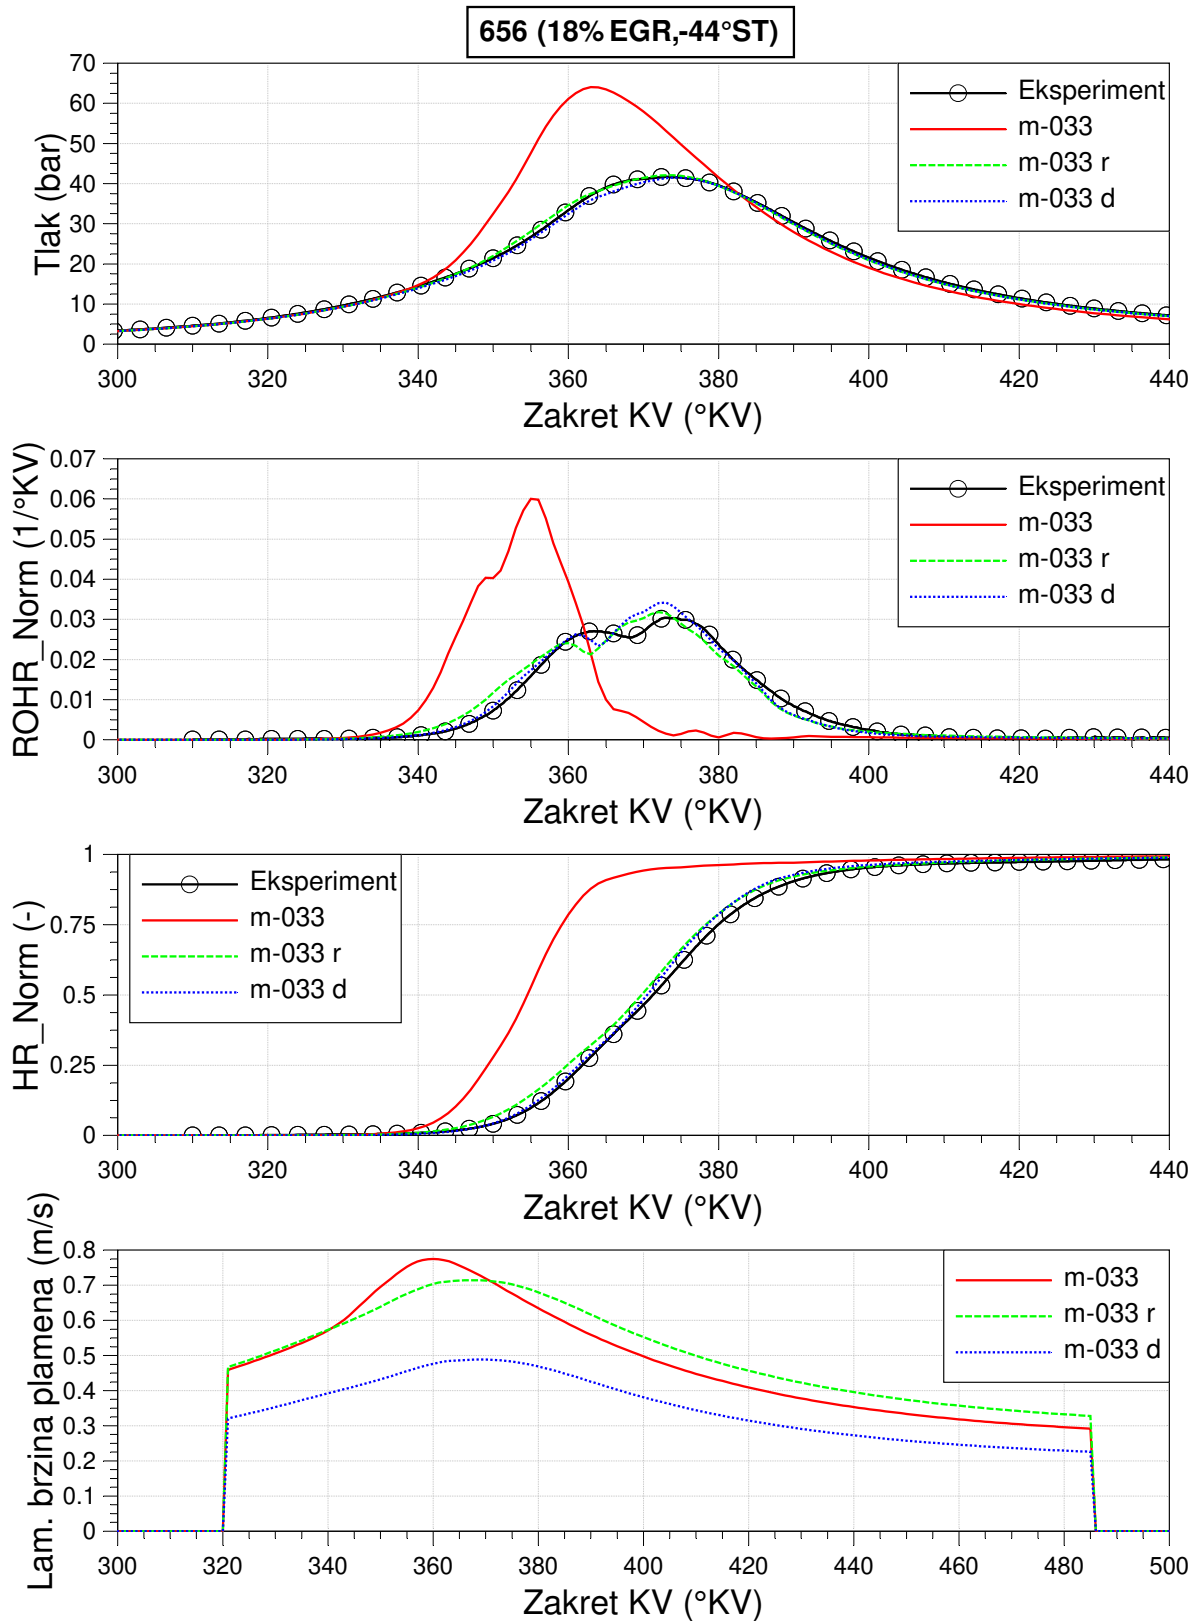 656 (18% EGR,-44°ST)
Tlak (bar)
70
60
50
40
30
20
10
0
Eksperiment
m-033
m-033 r
m-033 d
300 320 340 360 380 400 420 440
Zakret KV (°KV)
ROHR_Norm (1/°KV)
0.07
0.06
0.05
0.04
0.03
0.02
0.01
0
Eksperiment
m-033
m-033 r
m-033 d
300 320 340 360 380 400 420 440
Zakret KV (°KV)
HR_Norm (-)
1
0.75
0.5
0.25
0
Eksperiment
m-033
m-033 r
m-033 d
300 320 340 360 380 400 420 440
Zakret KV (°KV)
Lam. brzina plamena (m/s)
0.8
0.7
0.6
0.5
0.4
0.3
0.2
0.1
0
m-033
m-033 r
m-033 d
300 320 340 360 380 400 420 440 460 480 500
Zakret KV (°KV)